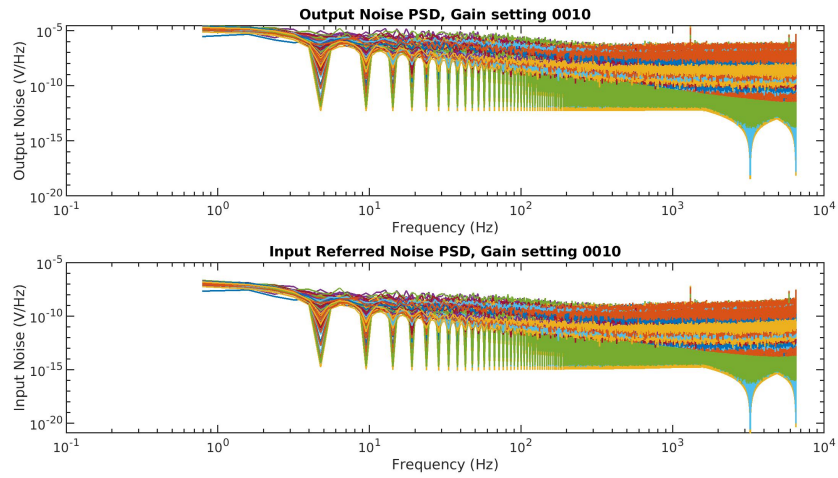 Output Noise PSD, Gain setting 0010
Output Noise (V/Hz)
10^-5
10^-10
10^-15
10^-20
10^-1 10^0 10^1 10^2 10^3 10^4
Frequency (Hz)
Input Referred Noise PSD, Gain setting 0010
Input Noise (V/Hz)
10^-5
10^-10
10^-15
10^-20
10^-1 10^0 10^1 10^2 10^3 10^4
Frequency (Hz)